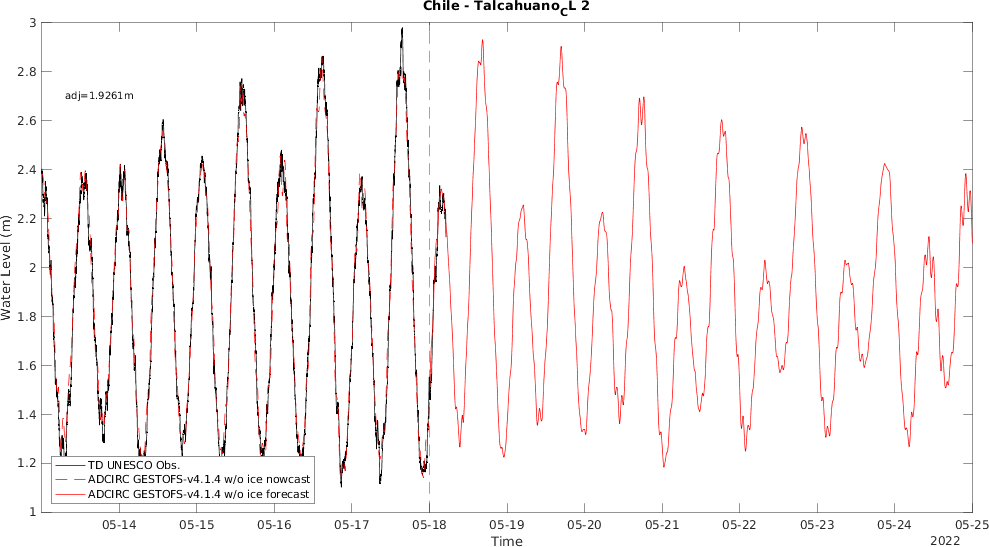 Chile - TalcahuanoCL 2
3
2.8
2.6
2.4
2.2
2
1.8
1.6
1.4
1.2
1
Water Level (m)
adj=1.9261m
TD UNESCO Obs.
ADCIRC GESTOFS-v4.1.4 w/o ice nowcast
ADCIRC GESTOFS-v4.1.4 w/o ice forecast
05-14 05-15 05-16 05-17 05-18 05-19 05-20 05-21 05-22 05-23 05-24 05-25
Time
2022